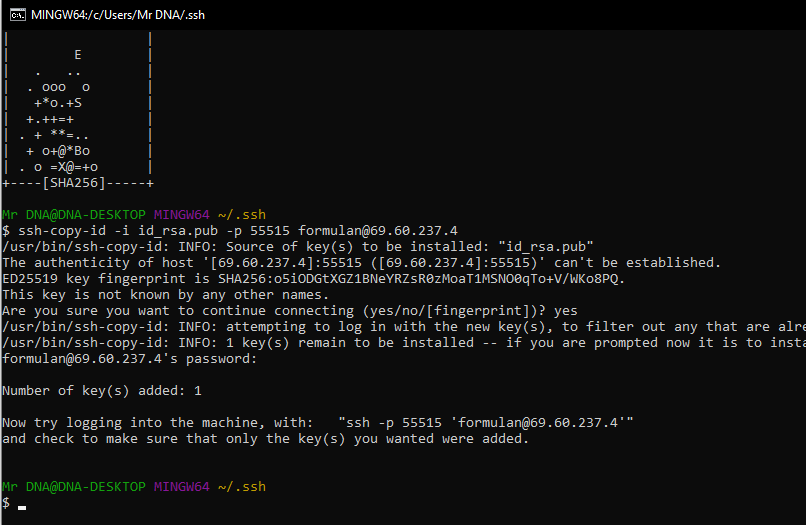 MINGW64:/c/Users/Mr DNA/.ssh
|                 |
|        E        |
|   .   ..        |
|  . ooo  o       |
|   +*o.+S        |
|  +.++=+         |
| . + **=..       |
|  + o+@*Bo       |
| . o =X@=+o      |
+----[SHA256]-----+
Mr DNA@DNA-DESKTOP MINGW64 ~/.ssh
$ ssh-copy-id -i id_rsa.pub -p 55515 formulan@69.60.237.4
/usr/bin/ssh-copy-id: INFO: Source of key(s) to be installed: "id_rsa.pub"
The authenticity of host '[69.60.237.4]:55515 ([69.60.237.4]:55515)' can't be established.
ED25519 key fingerprint is SHA256:o5iODGtXGZ1BNeYRZsR0zMoaT1MSNO0qTo+V/WKo8PQ.
This key is not known by any other names.
Are you sure you want to continue connecting (yes/no/[fingerprint])? yes
/usr/bin/ssh-copy-id: INFO: attempting to log in with the new key(s), to filter out any that are alre
/usr/bin/ssh-copy-id: INFO: 1 key(s) remain to be installed -- if you are prompted now it is to insta
formulan@69.60.237.4's password:
Number of key(s) added: 1
Now try logging into the machine, with:   "ssh -p 55515 'formulan@69.60.237.4'"
and check to make sure that only the key(s) you wanted were added.
Mr DNA@DNA-DESKTOP MINGW64 ~/.ssh
$